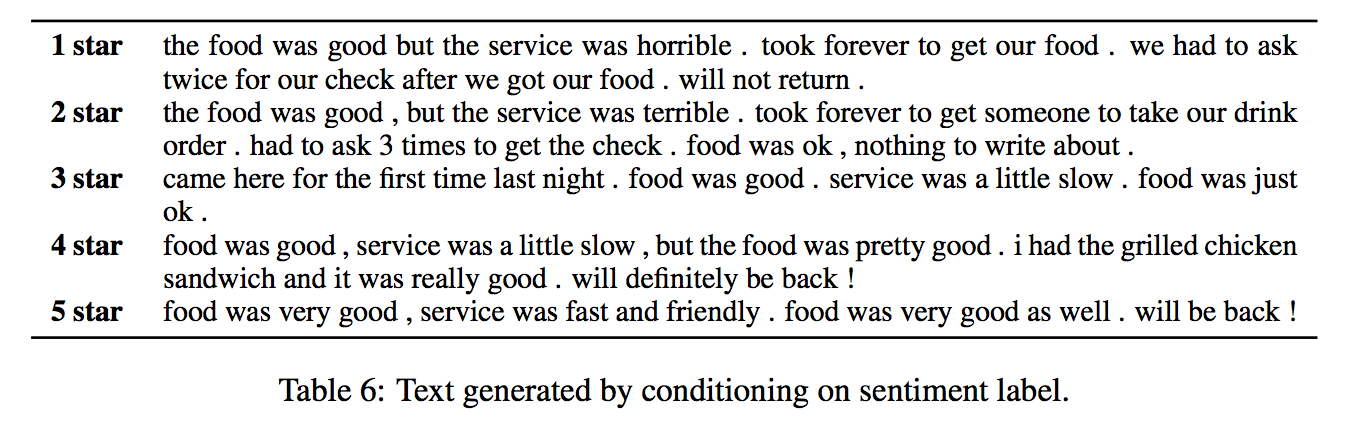 1 star the food was good but the service was horrible . took forever to get our food . we had to ask
twice for our check after we got our food . will not return .
2 star the food was good , but the service was terrible . took forever to get someone to take our drink
order . had to ask 3 times to get the check . food was ok , nothing to write about .
3 star came here for the first time last night . food was good . service was a little slow . food was just
ok .
4 star food was good , service was a little slow , but the food was pretty good . i had the grilled chicken
sandwich and it was really good . will definitely be back !
5 star food was very good , service was fast and friendly . food was very good as well . will be back !
Table 6: Text generated by conditioning on sentiment label.